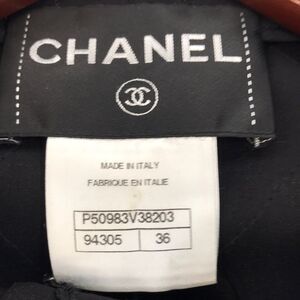 CHANEL
MADE IN ITALY
FABRIQUE EN ITALIE
P50983V38203
94305 36